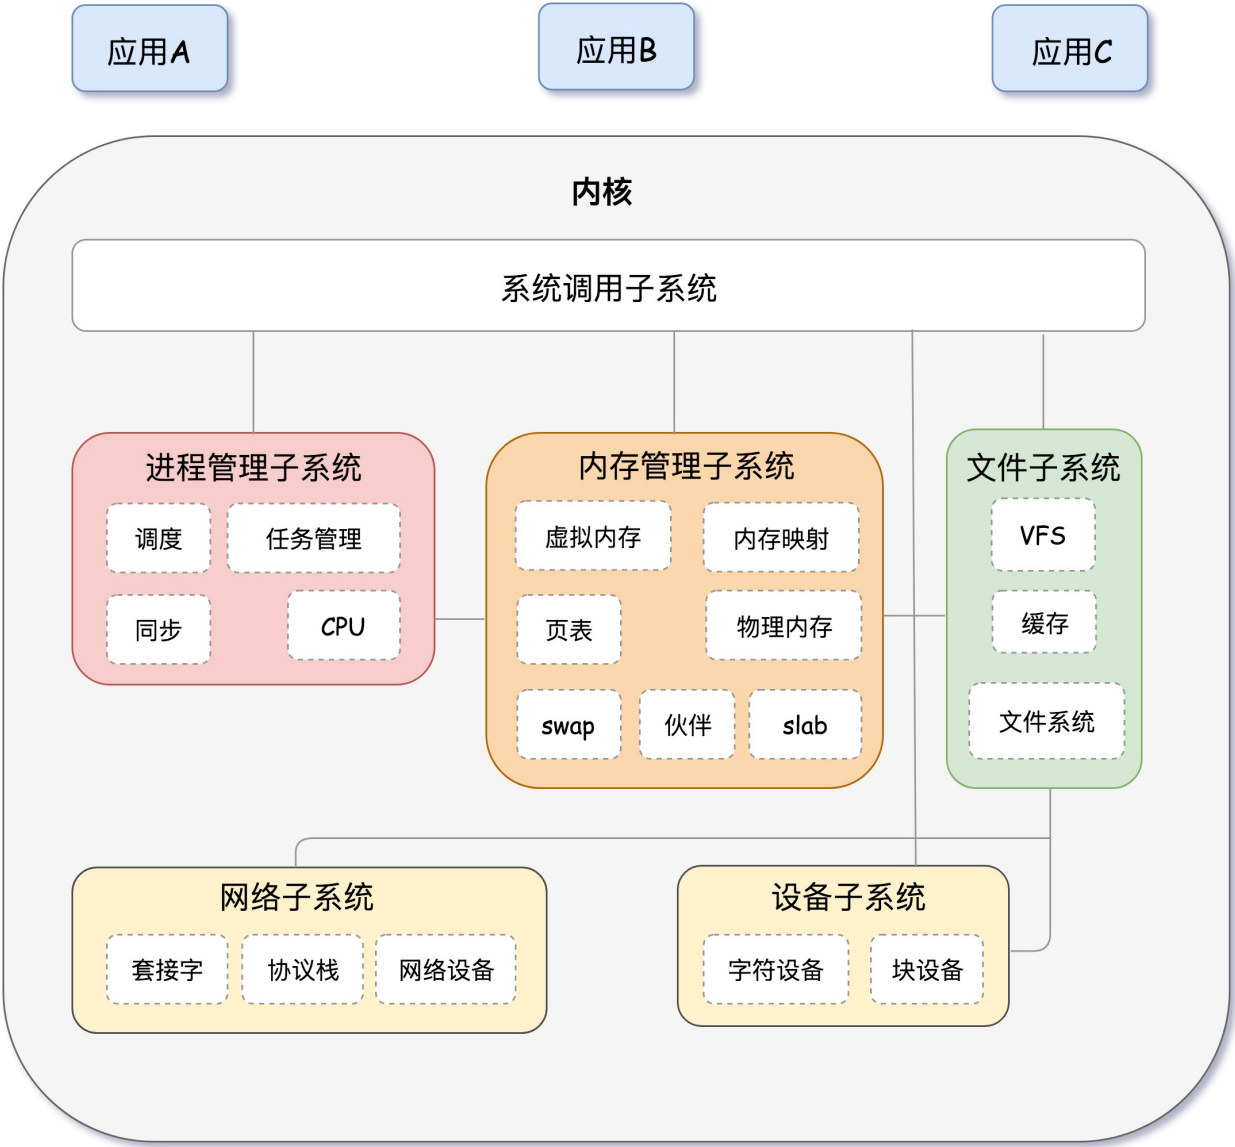 应用A
应用B
应用C
内核
系统调用子系统
进程管理子系统
调度
任务管理
同步
CPU
内存管理子系统
虚拟内存
内存映射
页表
物理内存
swap
伙伴
slab
文件子系统
VFS
缓存
文件系统
网络子系统
套接字
协议栈
网络设备
设备子系统
字符设备
块设备